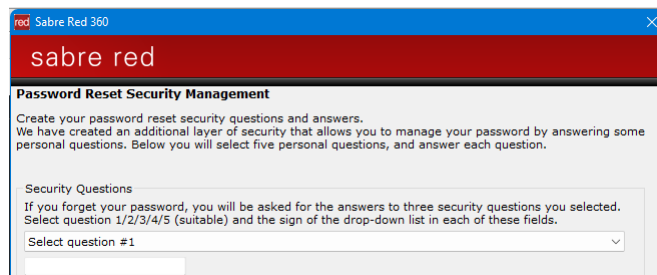 red Sabre Red 360
sabre red
Password Reset Security Management
Create your password reset security questions and answers.
We have created an additional layer of security that allows you to manage your password by answering some
personal questions. Below you will select five personal questions, and answer each question.
Security Questions
If you forget your password, you will be asked for the answers to three security questions you selected.
Select question 1/2/3/4/5 (suitable) and the sign of the drop-down list in each of these fields.
Select question #1